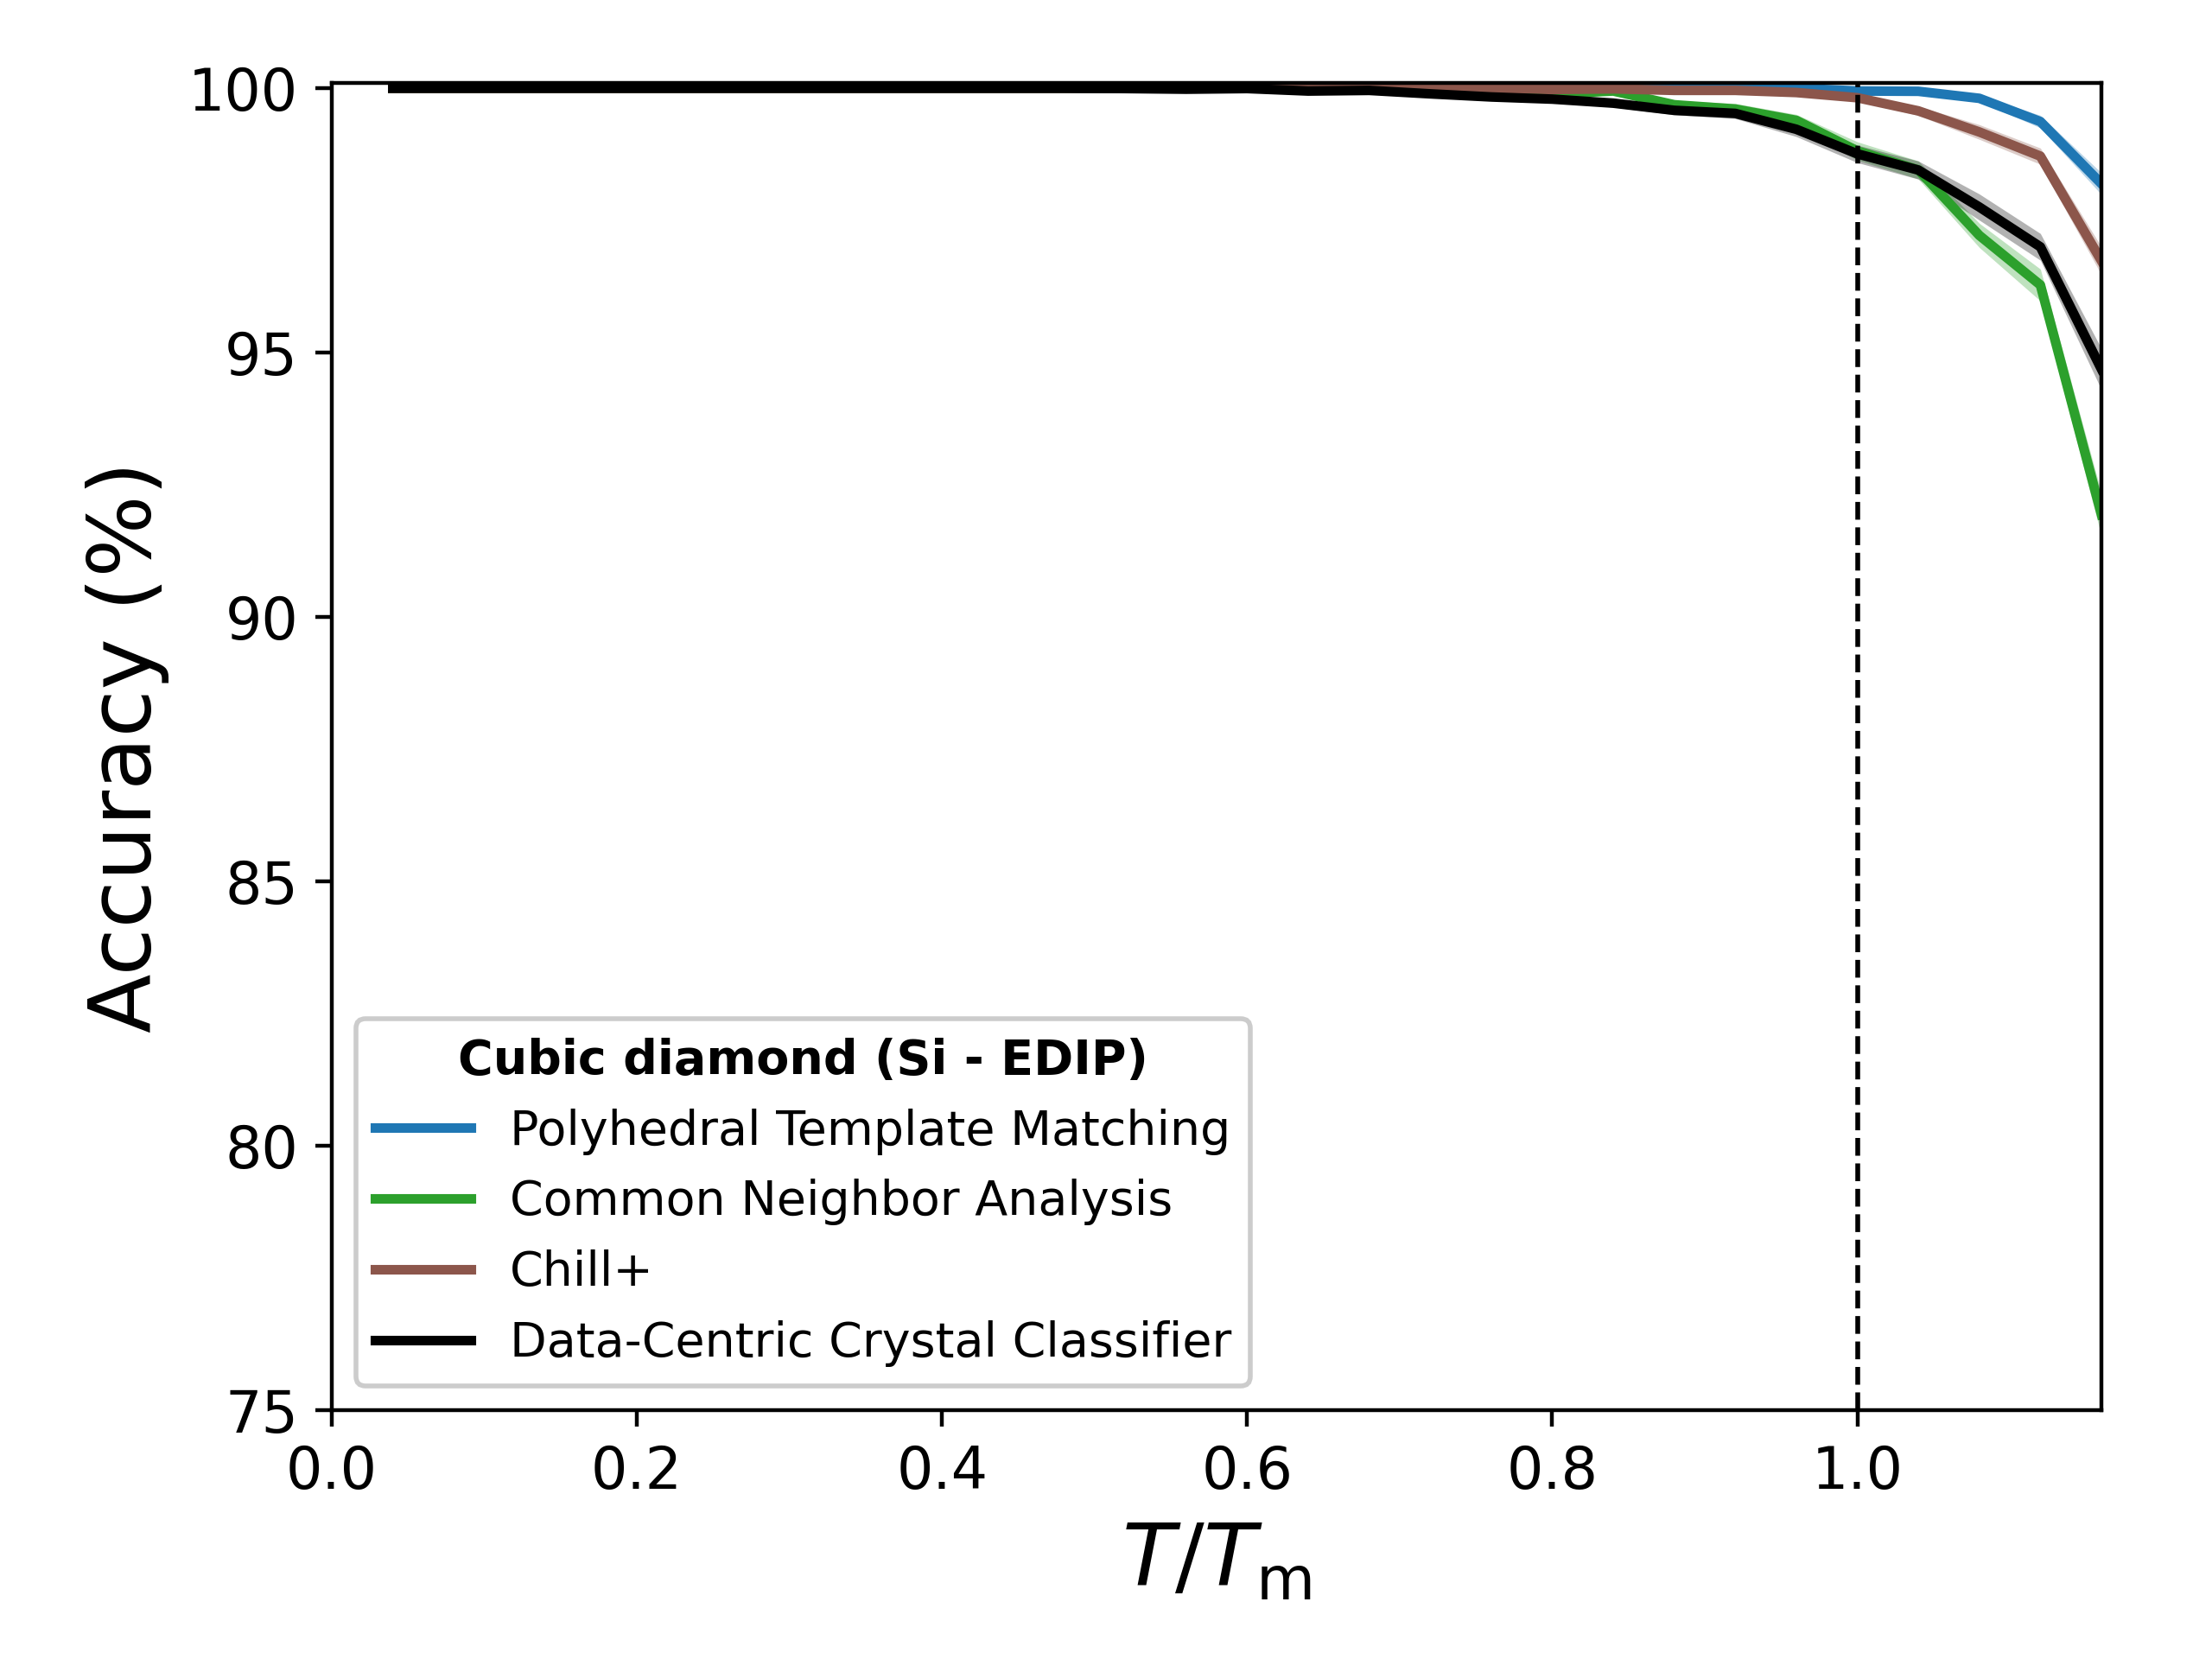 100
95
90
85
80
75
Accuracy (%)
Cubic diamond (Si - EDIP)
Polyhedral Template Matching
Common Neighbor Analysis
Chill+
Data-Centric Crystal Classifier
0.0 0.2 0.4 0.6 0.8 1.0
T/Tm